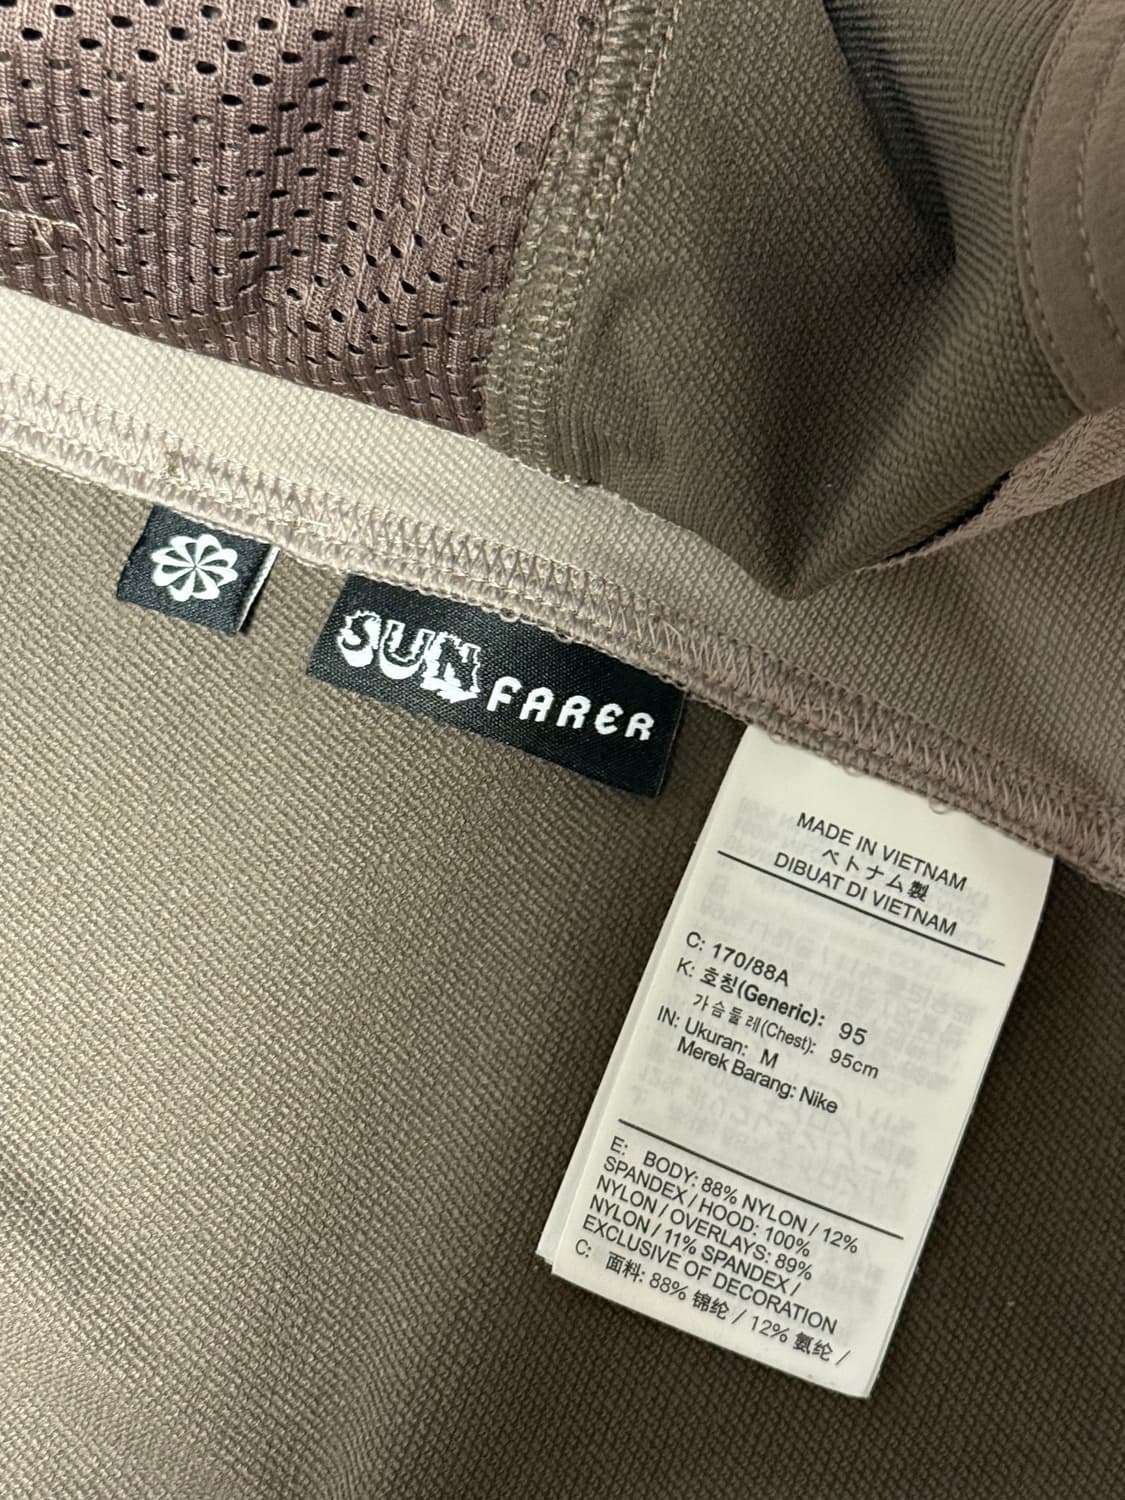 SUN FARER
MADE IN VIETNAM
ベトナム製
DIBUAT DI VIETNAM
C: 170/88A
K: 호칭(Generic): 95
가슴둘레(Chest): 95cm
IN: Ukuran: M
Merek Barang: Nike
E: BODY: 88% NYLON / 12%
SPANDEX / HOOD: 100%
NYLON / OVERLAYS: 89%
NYLON / 11% SPANDEX /
EXCLUSIVE OF DECORATION
C: 面料: 88% 锦纶 / 12% 氨纶 /